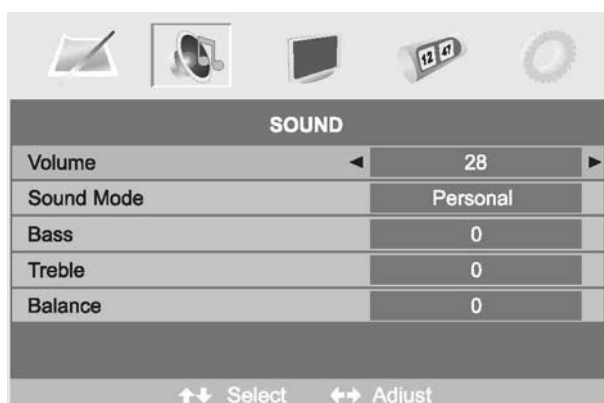 12 47
SOUND
Volume ◄ 28 ►
Sound Mode Personal
Bass 0
Treble 0
Balance 0
Select Adjust